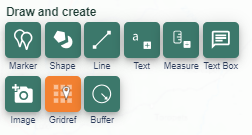 Draw and create
a
Marker Shape Line Text Measure Text Box
Image Gridref Buffer